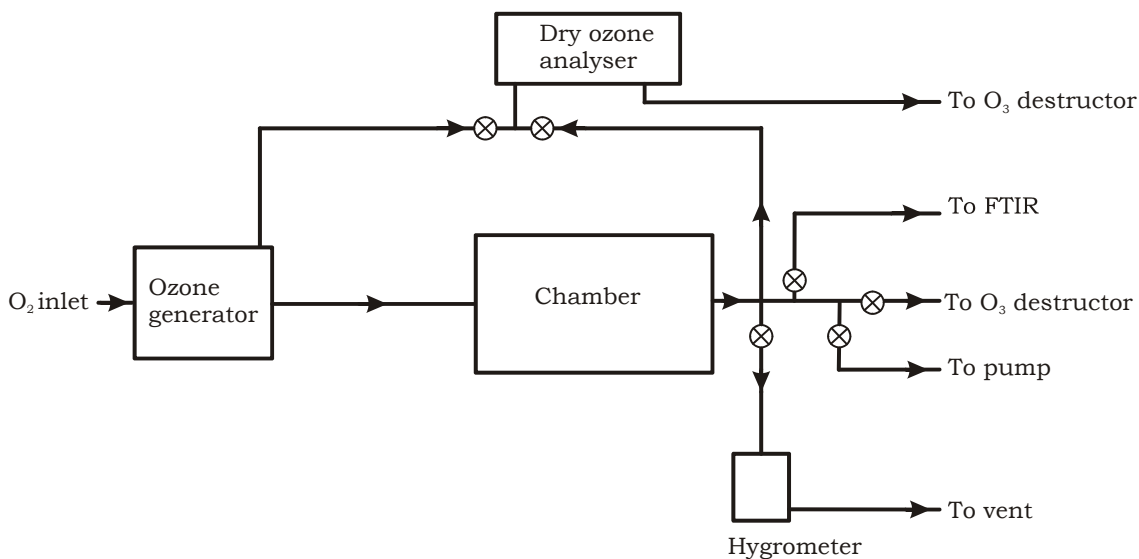 Dry ozone
analyser
To O₃ destructor
To FTIR
O₂ inlet
Ozone
generator
Chamber
To O₃ destructor
To pump
To vent
Hygrometer